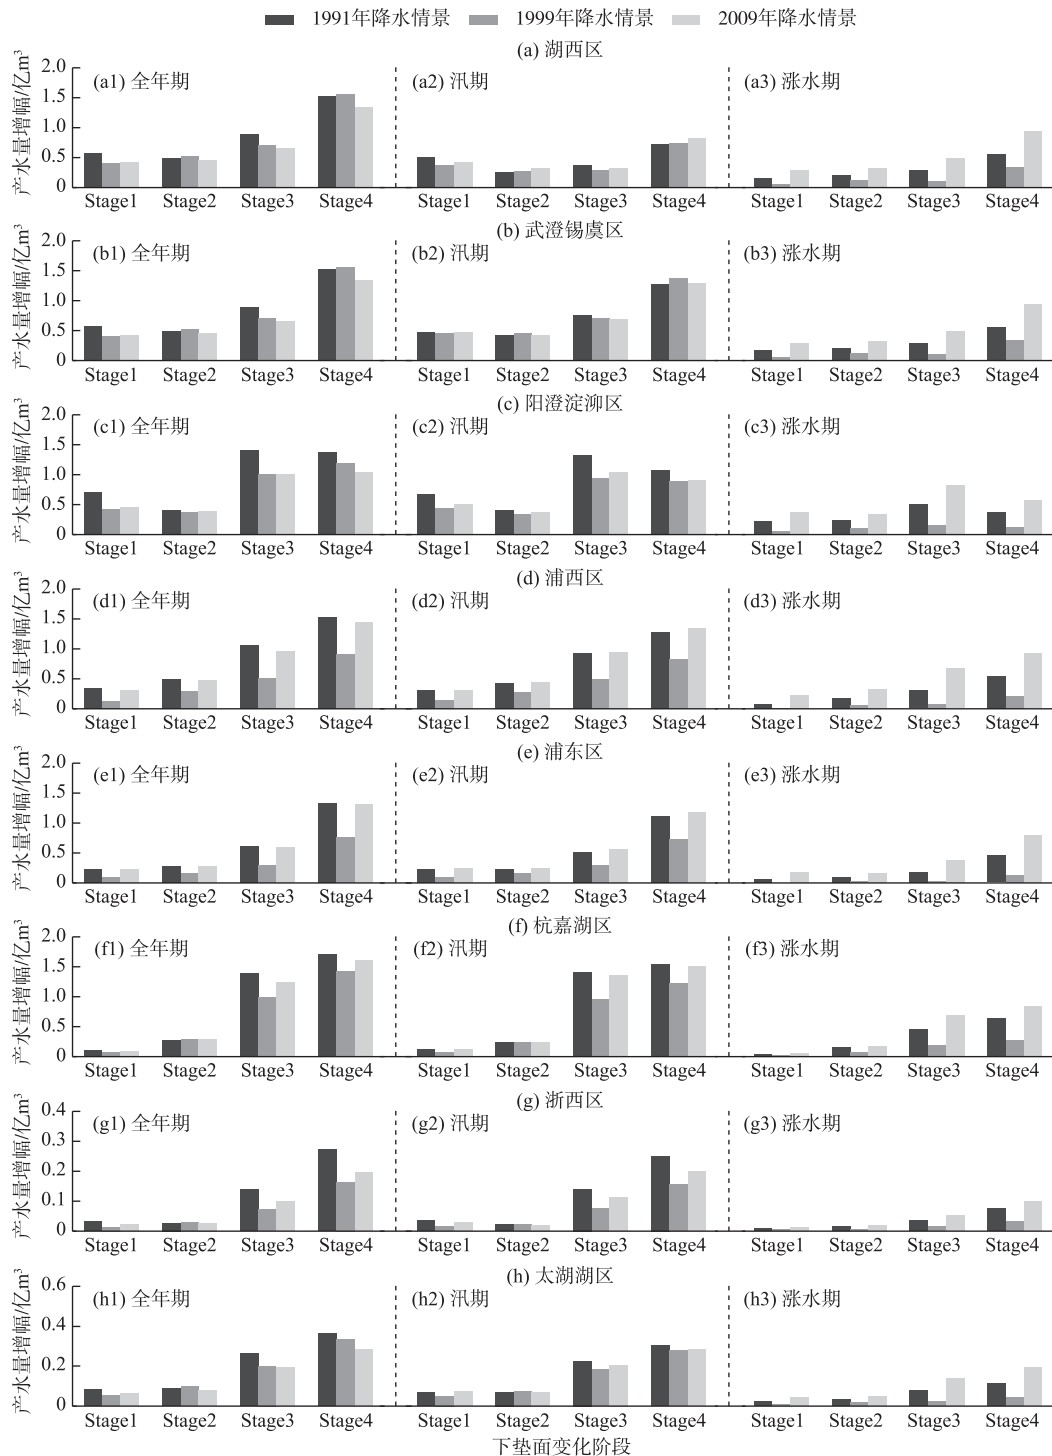 1991年降水情景 1999年降水情景 2009年降水情景
(a) 湖西区
产水量增幅/亿m³
2.0
1.5
1.0
0.5
0
(a1) 全年期 (a2) 汛期 (a3) 涨水期
Stage1 Stage2 Stage3 Stage4 Stage1 Stage2 Stage3 Stage4 Stage1 Stage2 Stage3 Stage4
(b) 武澄锡虞区
产水量增幅/亿m³
2.0
1.5
1.0
0.5
0
(b1) 全年期 (b2) 汛期 (b3) 涨水期
Stage1 Stage2 Stage3 Stage4 Stage1 Stage2 Stage3 Stage4 Stage1 Stage2 Stage3 Stage4
(c) 阳澄淀泖区
产水量增幅/亿m³
2.0
1.5
1.0
0.5
0
(c1) 全年期 (c2) 汛期 (c3) 涨水期
Stage1 Stage2 Stage3 Stage4 Stage1 Stage2 Stage3 Stage4 Stage1 Stage2 Stage3 Stage4
(d) 浦西区
产水量增幅/亿m³
2.0
1.5
1.0
0.5
0
(d1) 全年期 (d2) 汛期 (d3) 涨水期
Stage1 Stage2 Stage3 Stage4 Stage1 Stage2 Stage3 Stage4 Stage1 Stage2 Stage3 Stage4
(e) 浦东区
产水量增幅/亿m³
2.0
1.5
1.0
0.5
0
(e1) 全年期 (e2) 汛期 (e3) 涨水期
Stage1 Stage2 Stage3 Stage4 Stage1 Stage2 Stage3 Stage4 Stage1 Stage2 Stage3 Stage4
(f) 杭嘉湖区
产水量增幅/亿m³
2.0
1.5
1.0
0.5
0
(f1) 全年期 (f2) 汛期 (f3) 涨水期
Stage1 Stage2 Stage3 Stage4 Stage1 Stage2 Stage3 Stage4 Stage1 Stage2 Stage3 Stage4
(g) 浙西区
产水量增幅/亿m³
0.4
0.3
0.2
0.1
0
(g1) 全年期 (g2) 汛期 (g3) 涨水期
Stage1 Stage2 Stage3 Stage4 Stage1 Stage2 Stage3 Stage4 Stage1 Stage2 Stage3 Stage4
(h) 太湖湖区
产水量增幅/亿m³
0.6
0.4
0.2
0
(h1) 全年期 (h2) 汛期 (h3) 涨水期
Stage1 Stage2 Stage3 Stage4 Stage1 Stage2 Stage3 Stage4 Stage1 Stage2 Stage3 Stage4
下垫面变化阶段